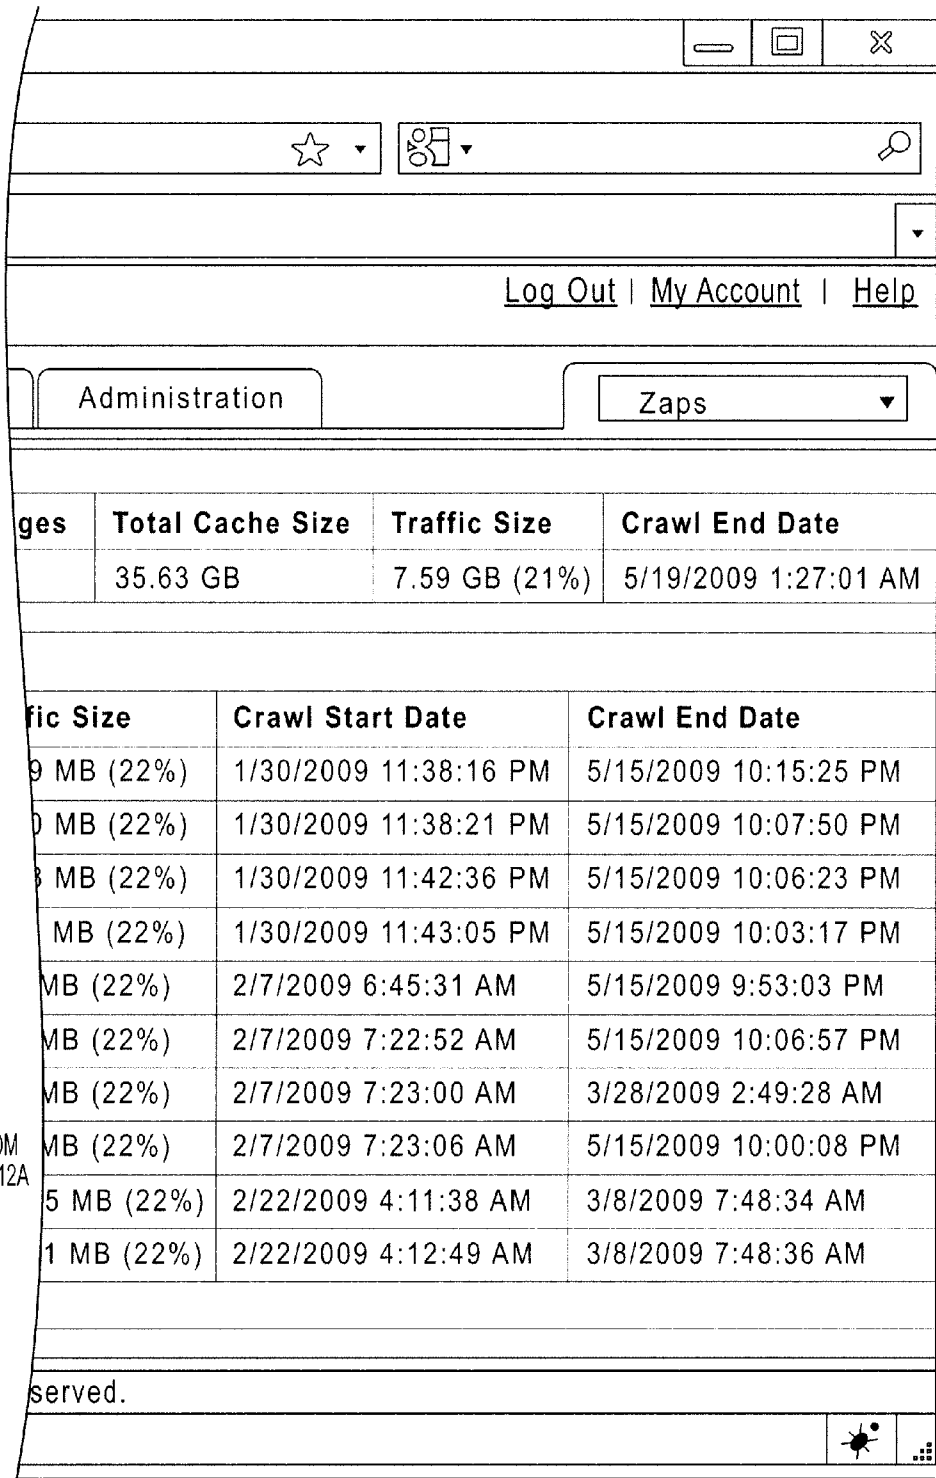 Log Out | My Account | Help
Administration
Zaps
ges Total Cache Size Traffic Size Crawl End Date
35.63 GB 7.59 GB (21%) 5/19/2009 1:27:01 AM
fic Size Crawl Start Date Crawl End Date
9 MB (22%) 1/30/2009 11:38:16 PM 5/15/2009 10:15:25 PM
0 MB (22%) 1/30/2009 11:38:21 PM 5/15/2009 10:07:50 PM
3 MB (22%) 1/30/2009 11:42:36 PM 5/15/2009 10:06:23 PM
MB (22%) 1/30/2009 11:43:05 PM 5/15/2009 10:03:17 PM
MB (22%) 2/7/2009 6:45:31 AM 5/15/2009 9:53:03 PM
MB (22%) 2/7/2009 7:22:52 AM 5/15/2009 10:06:57 PM
MB (22%) 2/7/2009 7:23:00 AM 3/28/2009 2:49:28 AM
MB (22%) 2/7/2009 7:23:06 AM 5/15/2009 10:00:08 PM
12A
5 MB (22%) 2/22/2009 4:11:38 AM 3/8/2009 7:48:34 AM
1 MB (22%) 2/22/2009 4:12:49 AM 3/8/2009 7:48:36 AM
served.